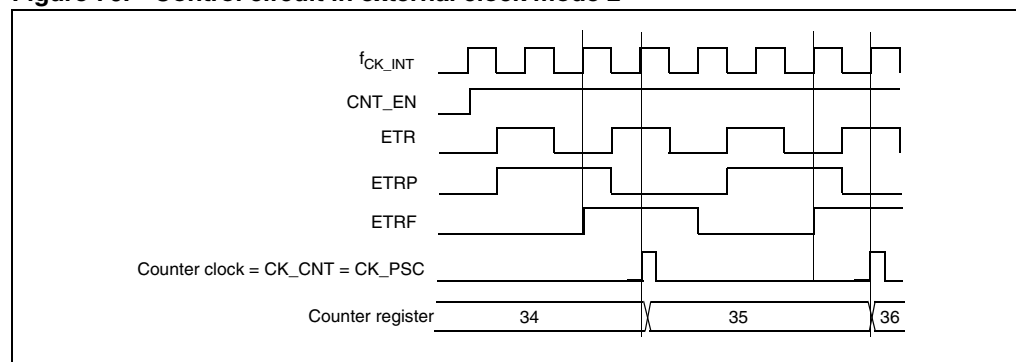 Figure 76. Control circuit in external clock mode 2
fCK_INT
CNT_EN
ETR
ETRP
ETRF
Counter clock = CK_CNT = CK_PSC
Counter register 34 35 36